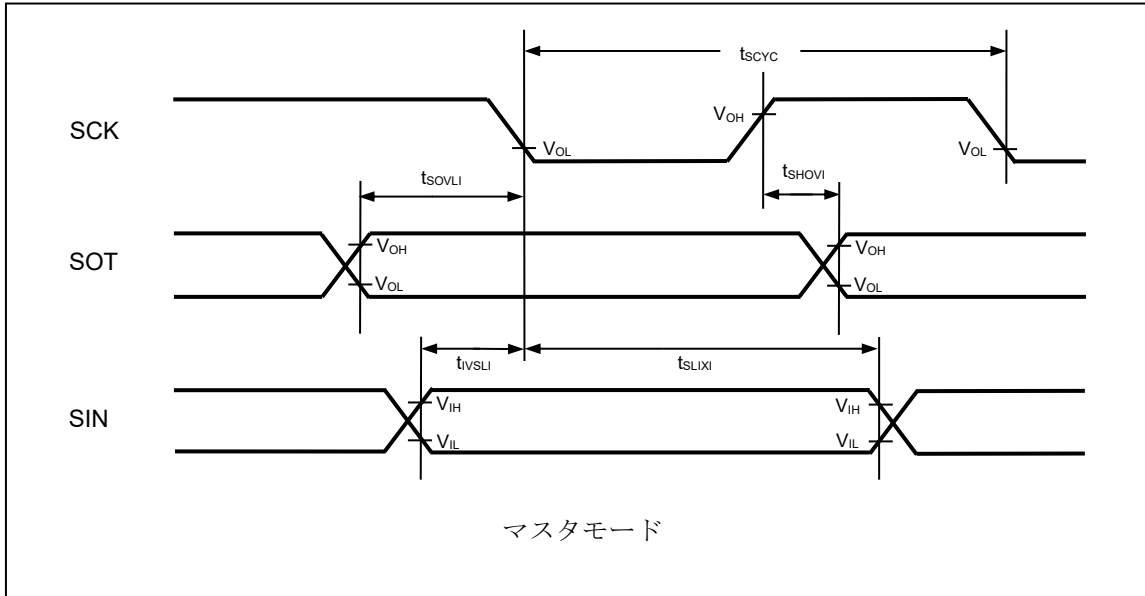 tSCYC
SCK
VOH
VOL
VOL
tSOVLI
tSHOVI
SOT
VOH
VOL
VOH
VOL
tIVSLI
tSLIXI
SIN
VIH
VIL
VIH
VIL
マスタモード